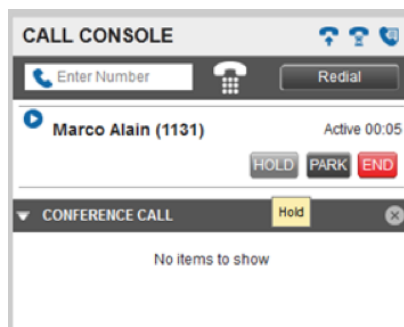 CALL CONSOLE
Enter Number
Redial
Marco Alain (1131)
Active 00:05
HOLD PARK END
CONFERENCE CALL
Hold
No items to show